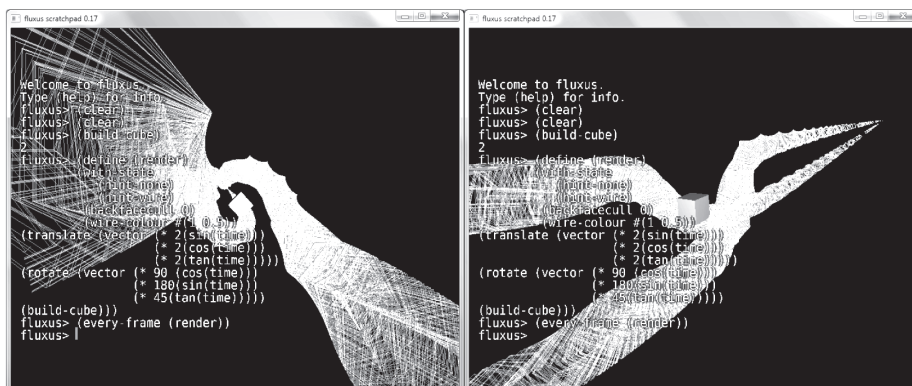 fluxus scratchpad 0.17
Welcome to fluxus.
Type (help) for info.
fluxus> (clear)
fluxus> (clear)
fluxus> (build-cube)
2
fluxus> (define (render)
(with-state
(hint-none)
(hint-wire)
(backfacecull 0)
(wire-colour #(1 0.5))
(translate (vector (* 2(sin(time)))
(* 2(cos(time)))
(* 2(tan(time)))))
(rotate (vector (* 90 (cos(time)))
(* 180(sin(time)))
(* 45(tan(time)))))
(build-cube)))
fluxus> (every-frame (render))
fluxus>
fluxus scratchpad 0.17
Welcome to fluxus.
Type (help) for info.
fluxus> (clear)
fluxus> (clear)
fluxus> (build-cube)
2
fluxus> (define (render)
(with-state
(hint-none)
(hint-wire)
(backfacecull 0)
(wire-colour #(1 0.5))
(translate (vector (* 2(sin(time)))
(* 2(cos(time)))
(* 2(tan(time)))))
(rotate (vector (* 90 (cos(time)))
(* 180(sin(time)))
(* 45(tan(time)))))
(build-cube)))
fluxus> (every-frame (render))
fluxus>